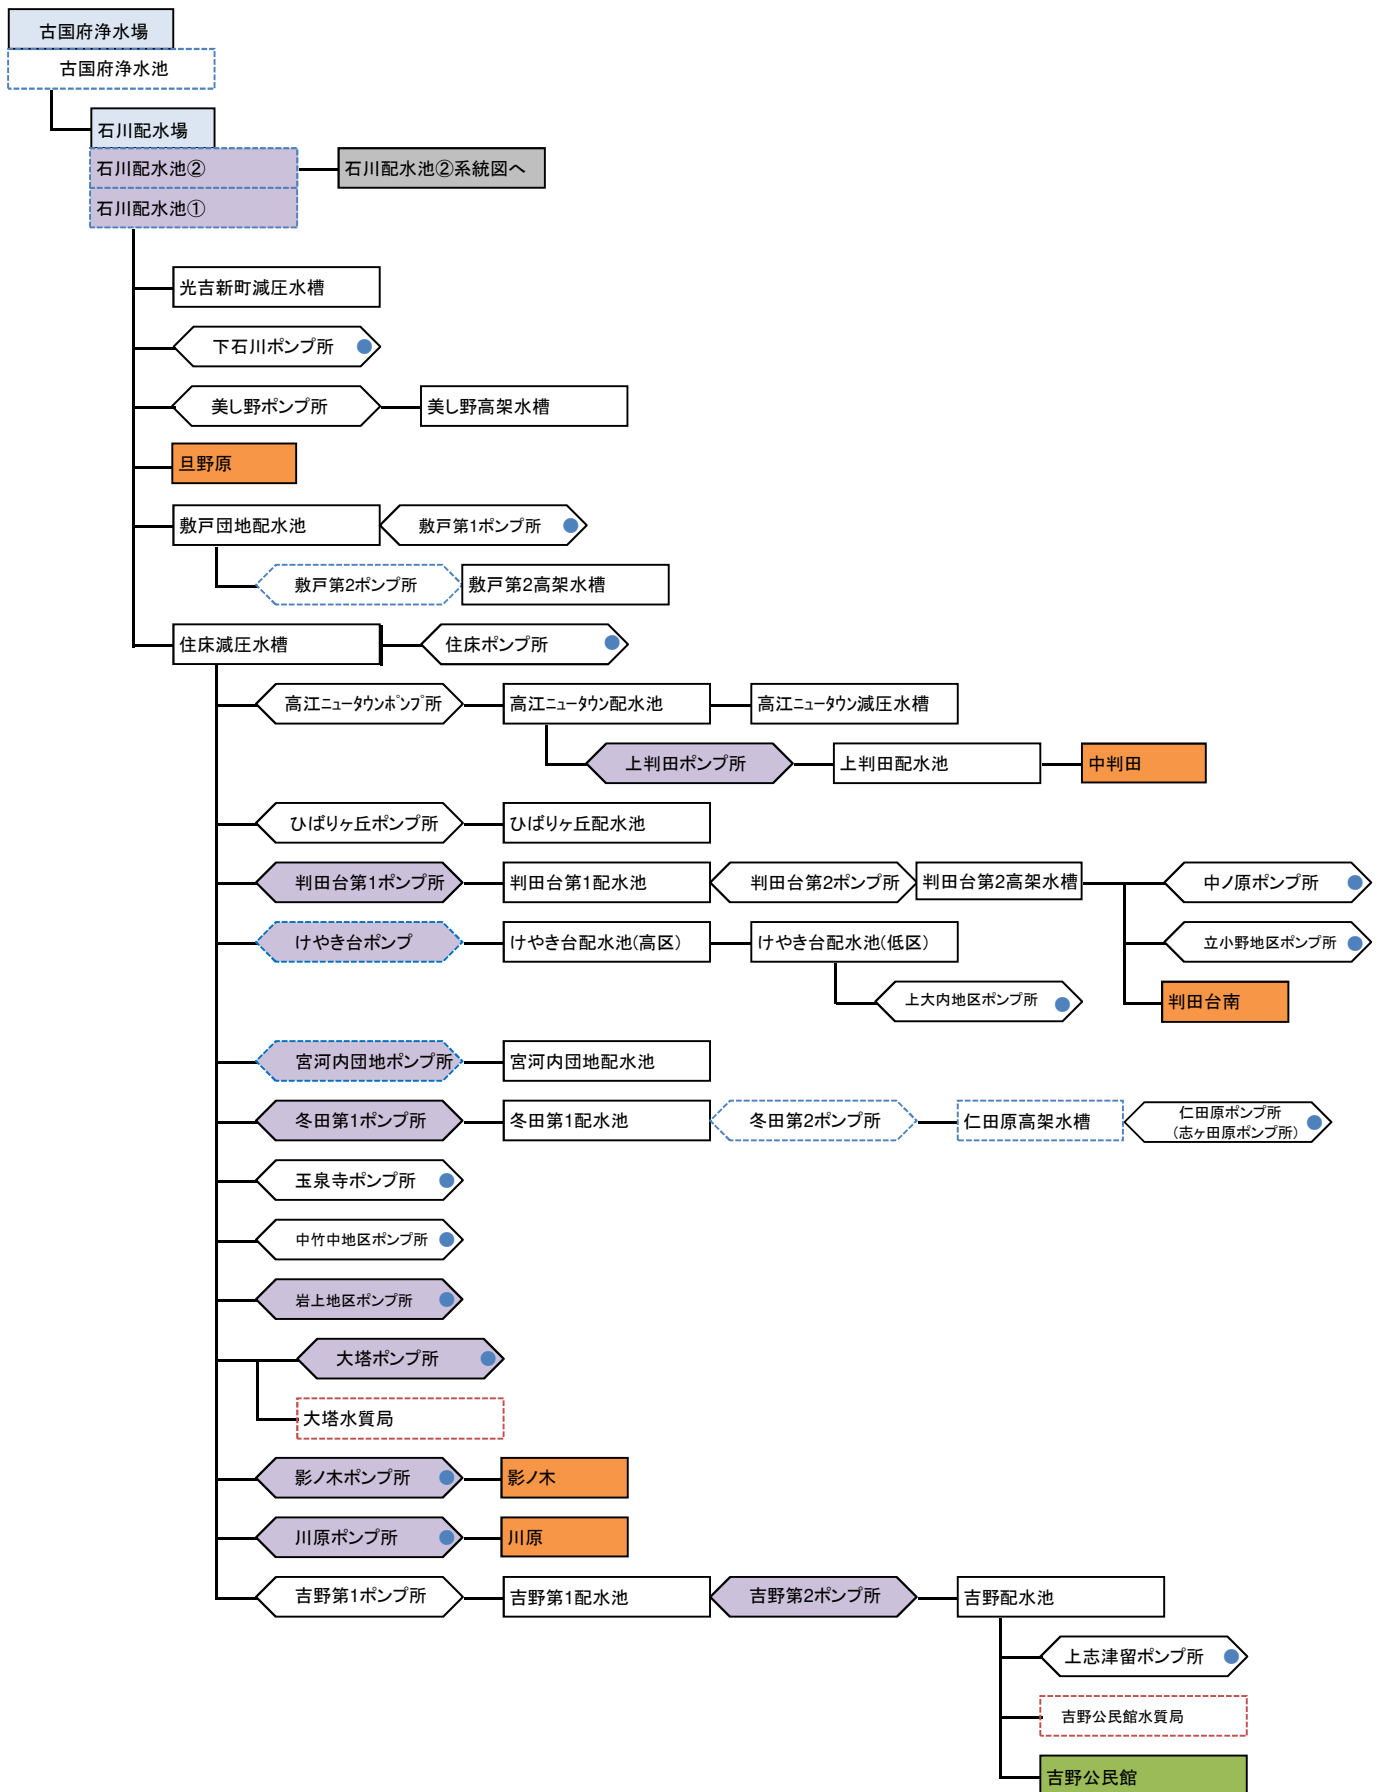 古国府浄水場
古国府浄水池
石川配水場
石川配水池②
石川配水池②系統図へ
石川配水池①
光吉新町減圧水槽
下石川ポンプ所
美し野ポンプ所
美し野高架水槽
旦野原
敷戸団地配水池
敷戸第1ポンプ所
敷戸第2ポンプ所
敷戸第2高架水槽
住床減圧水槽
住床ポンプ所
高江ニュータウンポンプ所
高江ニュータウン配水池
高江ニュータウン減圧水槽
上判田ポンプ所
上判田配水池
中判田
ひばりヶ丘ポンプ所
ひばりヶ丘配水池
判田台第1ポンプ所
判田台第1配水池
判田台第2ポンプ所
判田台第2高架水槽
中ノ原ポンプ所
けやき台ポンプ
けやき台配水池(高区)
けやき台配水池(低区)
立小野地区ポンプ所
上大内地区ポンプ所
判田台南
宮河内団地ポンプ所
宮河内団地配水池
冬田第1ポンプ所
冬田第1配水池
冬田第2ポンプ所
仁田原高架水槽
仁田原ポンプ所
(志ヶ田原ポンプ所)
玉泉寺ポンプ所
中竹中地区ポンプ所
岩上地区ポンプ所
大塔ポンプ所
大塔水質局
影ノ木ポンプ所
影ノ木
川原ポンプ所
川原
吉野第1ポンプ所
吉野第1配水池
吉野第2ポンプ所
吉野配水池
上志津留ポンプ所
吉野公民館水質局
吉野公民館